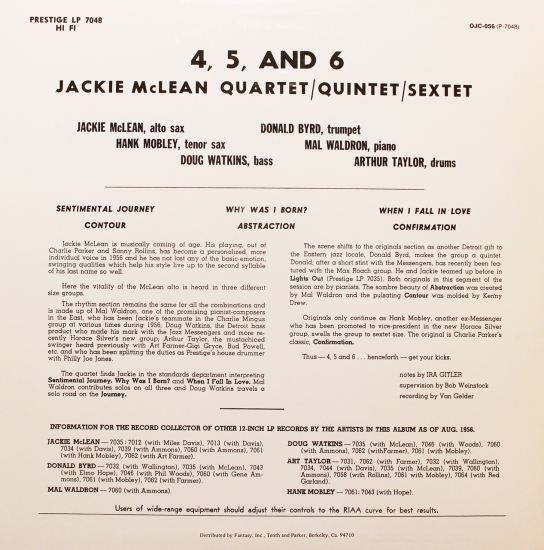 PRESTIGE LP 7048
HI FI
OJC-056 (P-7048)
4, 5, AND 6
JACKIE McLEAN QUARTET/QUINTET/SEXTET
JACKIE McLEAN, alto sax
DONALD BYRD, trumpet
HANK MOBLEY, tenor sax
MAL WALDRON, piano
DOUG WATKINS, bass
ARTHUR TAYLOR, drums
SENTIMENTAL JOURNEY
WHY WAS I BORN?
WHEN I FALL IN LOVE
CONTOUR
ABSTRACTION
CONFIRMATION
Jackie McLean is musically coming of age. His playing, out of
Charlie Parker and Sonny Rollins, has become a personalized, more
individual voice in 1956 and he has not lost any of the basic-emotion,
swinging qualities which help his style live up to the second syllable
of his last name so well.
Here the vitality of the McLean alto is heard in three different
size groups.
The rhythm section remains the same for all the combinations and
is made up of Mal Waldron, one of the promising pianist-composers
in the East, who has been Jackie's teammate in the Charlie Mingus
group at various times during 1956; Doug Watkins, the Detroit bass
product who made his mark with the Jazz Messengers and more re-
cently Horace Silver's new group; Arthur Taylor, the mustachioed
swinger heard previously with Art Farmer-Gigi Gryce, Bud Powell,
etc. and who has been splitting the duties as Prestige's house drummer
with Philly Joe Jones.
The quartet finds Jackie in the standards department interpreting
Sentimental Journey, Why Was I Born? and When I Fall In Love. Mal
Waldron contributes solos on all three and Doug Watkins travels a
solo road on the Journey.
The scene shifts to the originals section as another Detroit gift to
the Eastern jazz locale, Donald Byrd, makes the group a quintet.
Donald, after a short stint with the Messengers, has recently been fea-
tured with the Max Roach group. He and Jackie teamed up before in
Lights Out (Prestige LP 7035). Both originals in this segment of the
session are by pianists. The sombre beauty of Abstraction was created
by Mal Waldron and the pulsating Contour was molded by Kenny
Drew.
Originals only continue as Hank Mobley, another ex-Messenger
who has been promoted to vice-president in the new Horace Silver
group, swells the group to sextet size. The original is Charlie Parker's
classic, Confirmation.
Thus — 4, 5 and 6 . . . henceforth — get your kicks.
notes by IRA GITLER
supervision by Bob Weinstock
recording by Van Gelder
INFORMATION FOR THE RECORD COLLECTOR OF OTHER 12-INCH LP RECORDS BY THE ARTISTS IN THIS ALBUM AS OF AUG. 1956.
JACKIE McLEAN — 7035; 7012 (with Miles Davis), 7013 (with Davis),
7034 (with Davis), 7039 (with Ammons), 7060 (with Ammons), 7061
(with Hank Mobley), 7062 (with Art Farmer).
DONALD BYRD — 7032 (with Wallington), 7035 (with McLean), 7043
(with Elmo Hope), 7046 (with Phil Woods), 7060 (with Gene Am-
mons), 7061 (with Mobley), 7062 (with Farmer).
MAL WALDRON — 7060 (with Ammons).
DOUG WATKINS — 7035 (with McLean), 7046 (with Woods), 7060
(with Ammons), 7062 (withFarmer), 7061 (with Mobley).
ART TAYLOR — 7031, 7062 (with Farmer), 7032 (with Wallington),
7034, 7044 (with Davis), 7035 (with McLean), 7039, 7060 (with
Ammons), 7058 (with Rollins), 7061 (with Mobley), 7064 (with Red
Garland).
HANK MOBLEY — 7061; 7043 (with Hope).
Users of wide-range equipment should adjust their controls to the RIAA curve for best results.
Distributed by Fantasy, Inc., Tenth and Parker, Berkeley, Ca. 94710